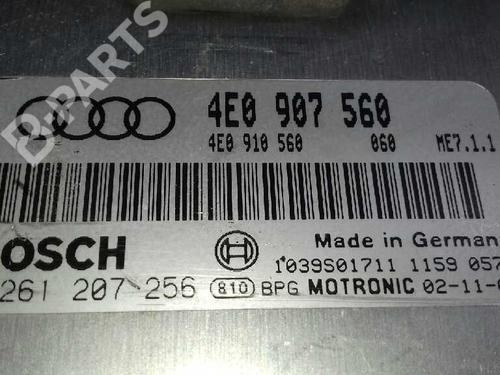 B-PARTS
4E0 907 560
4E0 910 560 060 ME7.1.1
OSCH Made in German
1039S01711 1159 057
261 207 256 810 BPG MOTRONIC 02-11-0